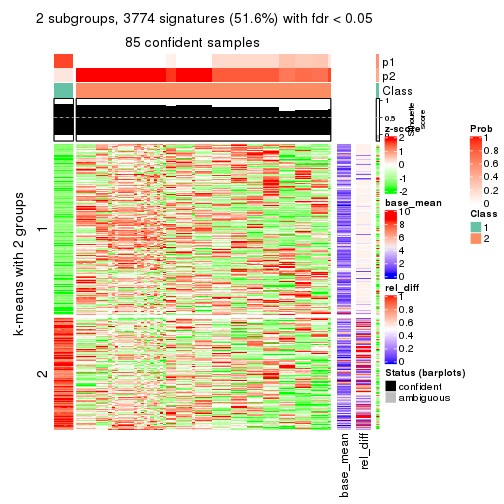 2 subgroups, 3774 signatures (51.6%) with fdr < 0.05
85 confident samples
p1
p2
Class
1
0.5
0
Silhouette
score
k-means with 2 groups
1
2
base_mean
rel_diff
z-score
2
1
0
-1
-2
base_mean
10
8
6
4
2
0
rel_diff
1
0.8
0.6
0.4
0.2
0
Status (barplots)
confident
ambiguous
Prob
1
0.8
0.6
0.4
0.2
0
Class
1
2